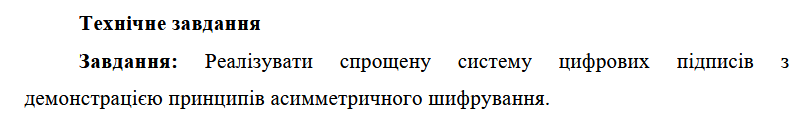 Технічне завдання
Завдання: Реалізувати спрощену систему цифрових підписів з
демонстрацією принципів асимметричного шифрування.